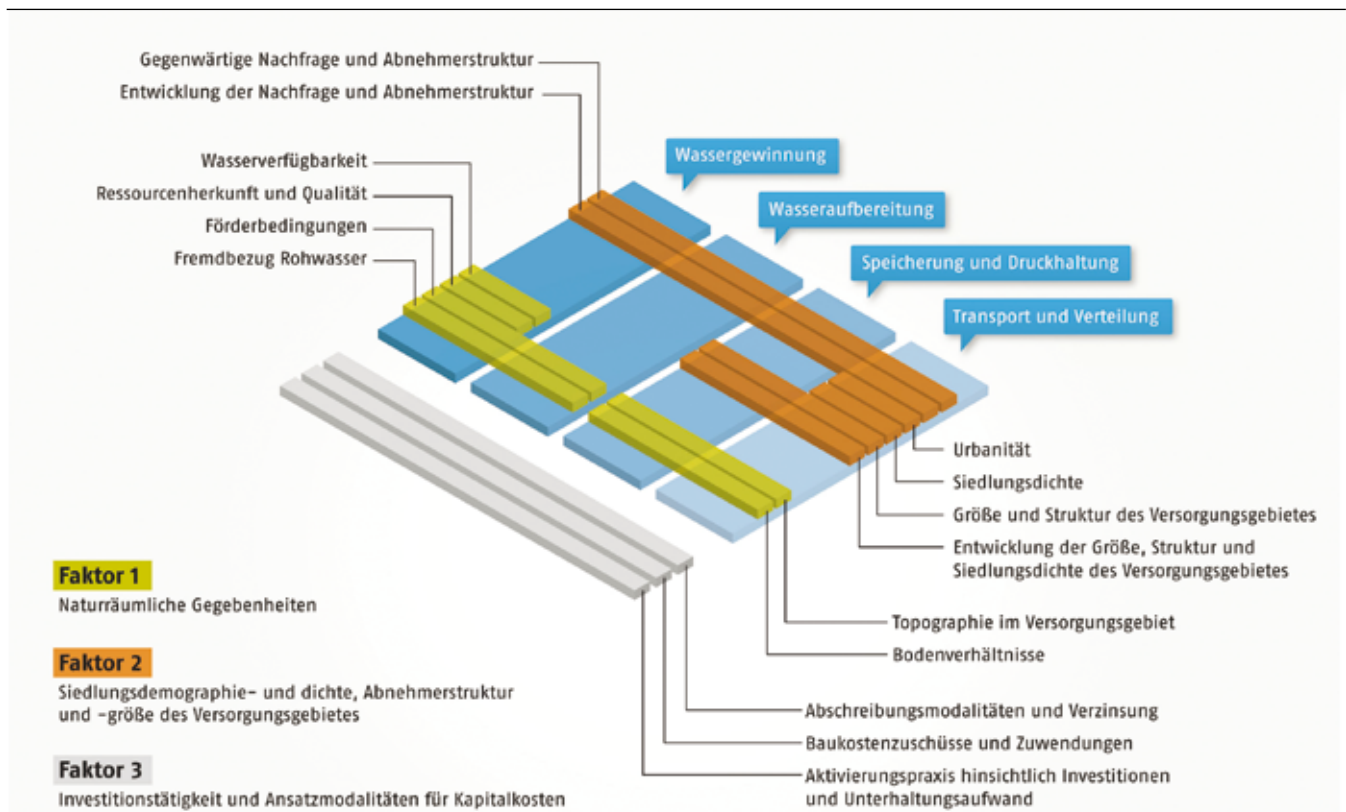 Gegenwärtige Nachfrage und Abnehmerstruktur
Entwicklung der Nachfrage und Abnehmerstruktur
Wasserverfügbarkeit
Ressourcenherkunft und Qualität
Förderbedingungen
Fremdbezug Rohwasser
Wassergewinnung
Wasseraufbereitung
Speicherung und Druckhaltung
Transport und Verteilung
Urbanität
Siedlungsdichte
Größe und Struktur des Versorgungsgebietes
Entwicklung der Größe, Struktur und
Siedlungsdichte des Versorgungsgebietes
Topographie im Versorgungsgebiet
Bodenverhältnisse
Abschreibungsmodalitäten und Verzinsung
Baukostenzuschüsse und Zuwendungen
Aktivierungspraxis hinsichtlich Investitionen
und Unterhaltungsaufwand
Faktor 1
Naturräumliche Gegebenheiten
Faktor 2
Siedlungsdemographie- und dichte, Abnehmerstruktur
und -größe des Versorgungsgebietes
Faktor 3
Investitionstätigkeit und Ansatzmodalitäten für Kapitalkosten